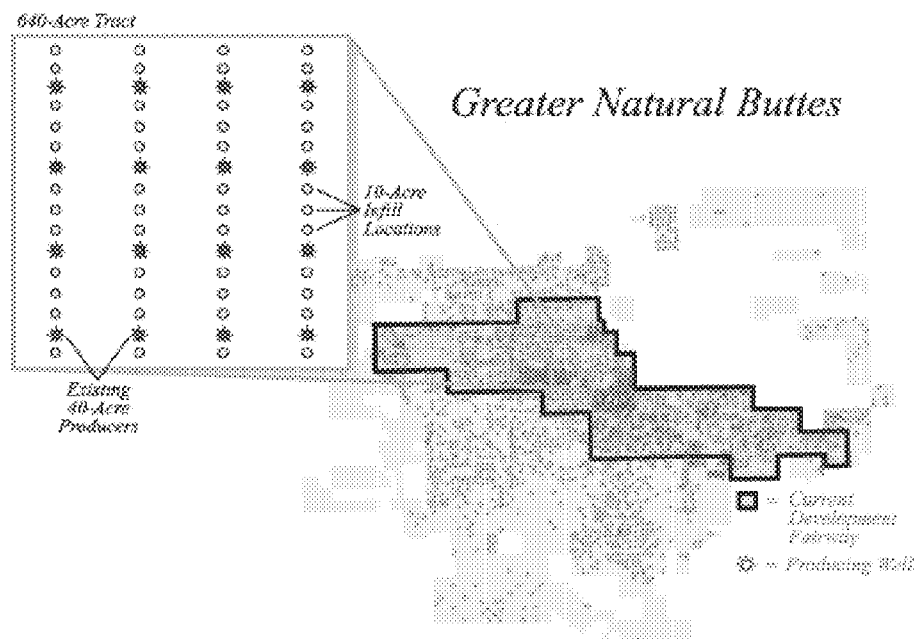 640-Acre Tract
Greater Natural Buttes
10-Acre
Infill
Locations
Existing
40-Acre
Producers
= Current
Development
Fairway
= Producing Well